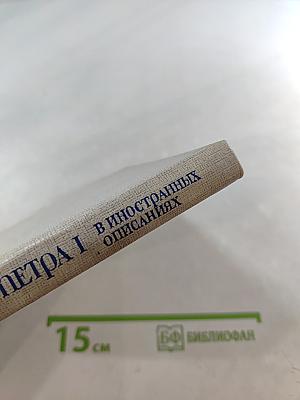 ПЕТРА I
В ИНОСТРАННЫХ
ОПИСАНИЯХ
15 см
БФ БИБЛИОФАН